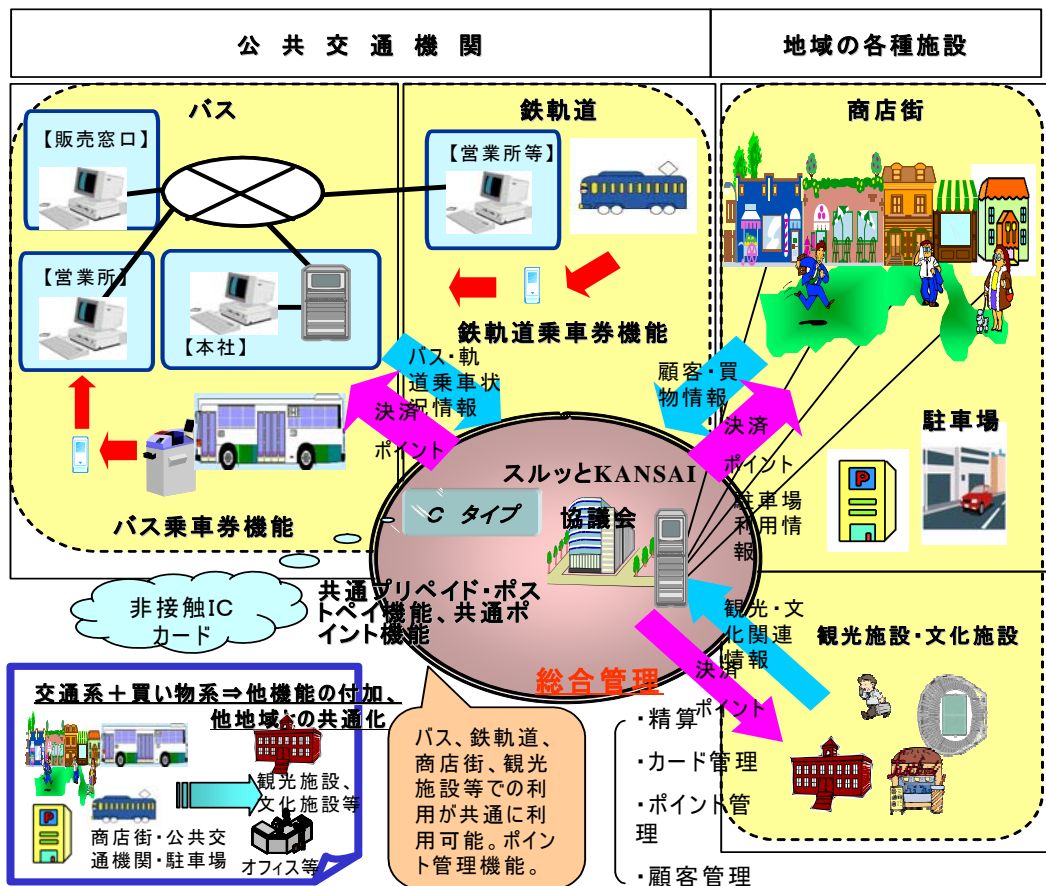 公共交通機関
地域の各種施設
バス
鉄軌道
商店街
【販売窓口】
【営業所等】
【営業所】
【本社】
鉄軌道乗車券機能
バス・軌
道乗車状
況情報
決済
ポイント
顧客・買
物情報
決済
ポイント
駐車場
P
駐車場
利用情
報
バス乗車券機能
スルッとKANSAI
協議会
C タイプ
非接触IC
カード
共通プリペイド・ポス
トペイ機能、共通ポ
イント機能
総合管理
観光・文
化関連
情報
決済
ポイント
観光施設・文化施設
交通系＋買い物系⇒他機能の付加、
他地域との共通化
観光施設、
文化施設等
P
商店街・公共交
通機関・駐車場
オフィス等
バス、鉄軌道、
商店街、観光
施設等での利
用が共通に利
用可能。ポイン
ト管理機能。
・精算
・カード管理
・ポイント管
理
・顧客管理